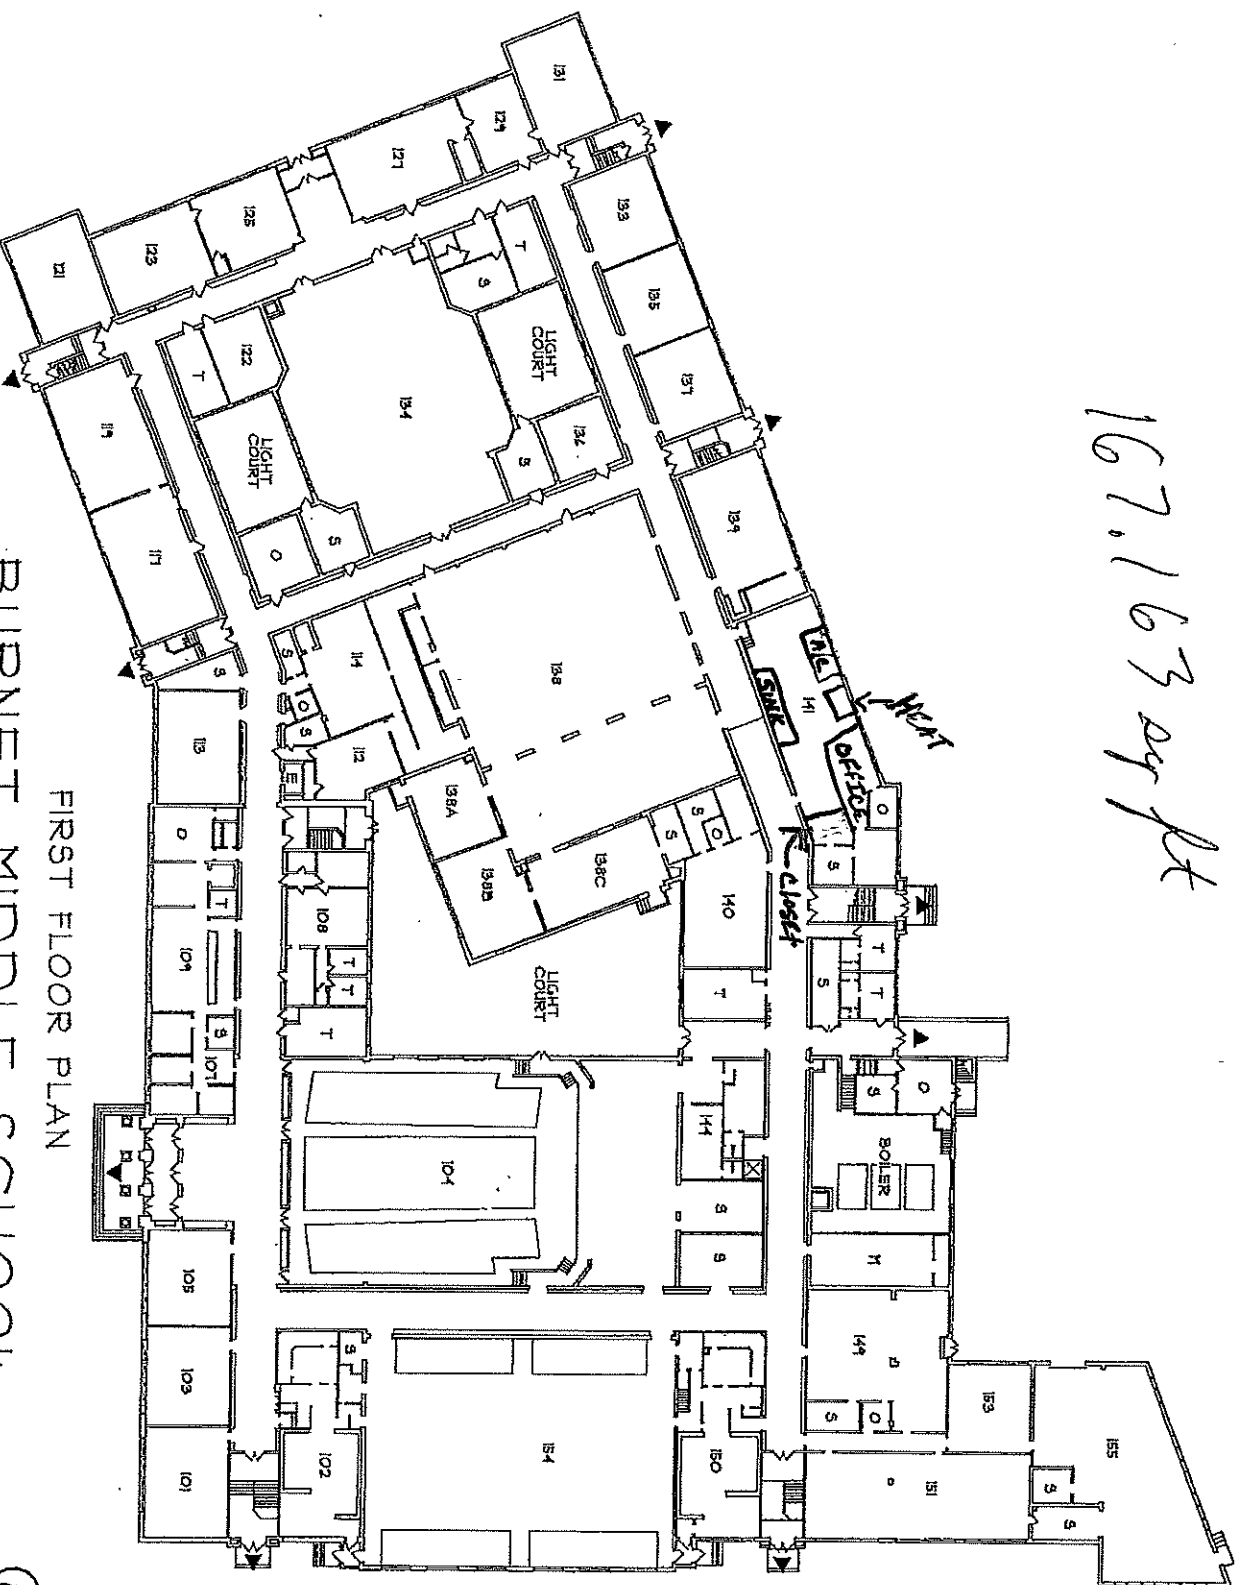 167,163 sq ft
131
129
127
125
123
121
133
135
137
139
T
S
LIGHT
COURT
136
S
134
122
T
LIGHT
COURT
O
S
119
117
S
113
A/C
HEAT
141
SINK
OFFICE
O
S
CLOSET
138
114
S
O
S
112
E
138A
138B
138C
S
S
O
140
T
LIGHT
COURT
T
T
S
O
T
109
S
107
108
T
T
T
O
S
BOILER
144
S
S
M
104
105
103
101
S
102
154
150
149
S
O
153
151
155
S
S
FIRST FLOOR PLAN
BURNET MIDDLE SCHOOL